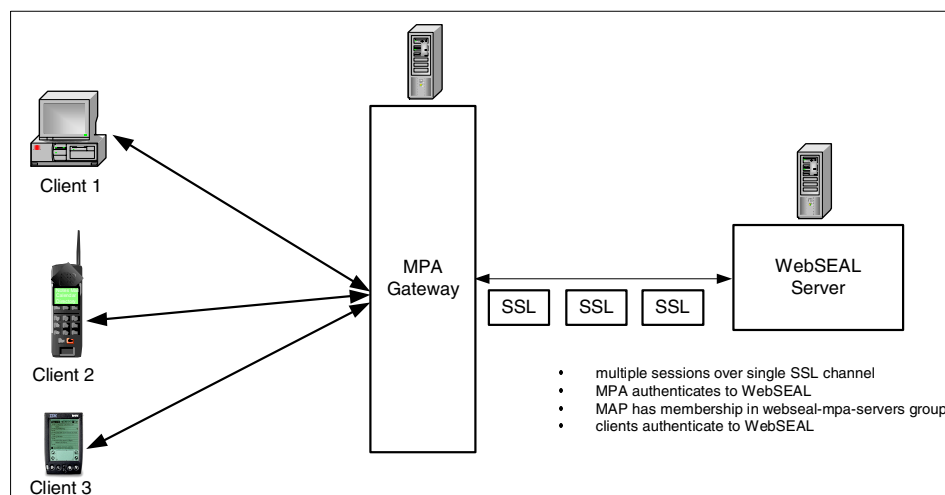 Client 1
Client 2
Client 3
MPA
Gateway
SSL SSL SSL
WebSEAL
Server
• multiple sessions over single SSL channel
• MPA authenticates to WebSEAL
• MAP has membership in webseal-mpa-servers group
• clients authenticate to WebSEAL